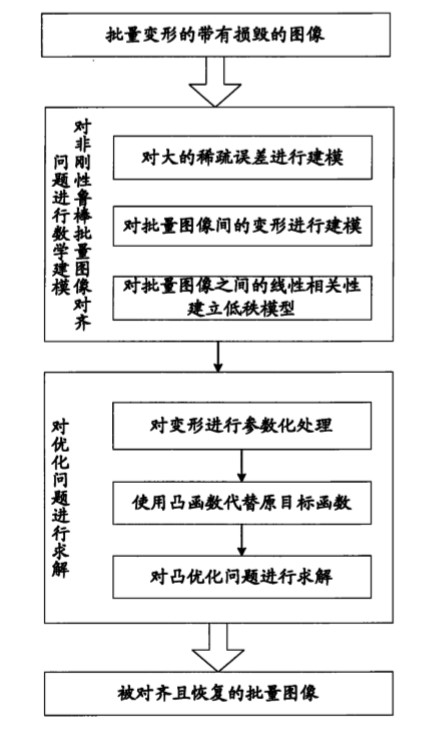 批量变形的带有损毁的图像
对非刚性鲁棒批量图像对齐
问题进行数学建模
对大的稀疏误差进行建模
对批量图像间的变形进行建模
对批量图像之间的线性相关性
建立低秩模型
对优化问题进行求解
对变形进行参数化处理
使用凸函数代替原目标函数
对凸优化问题进行求解
被对齐且恢复的批量图像